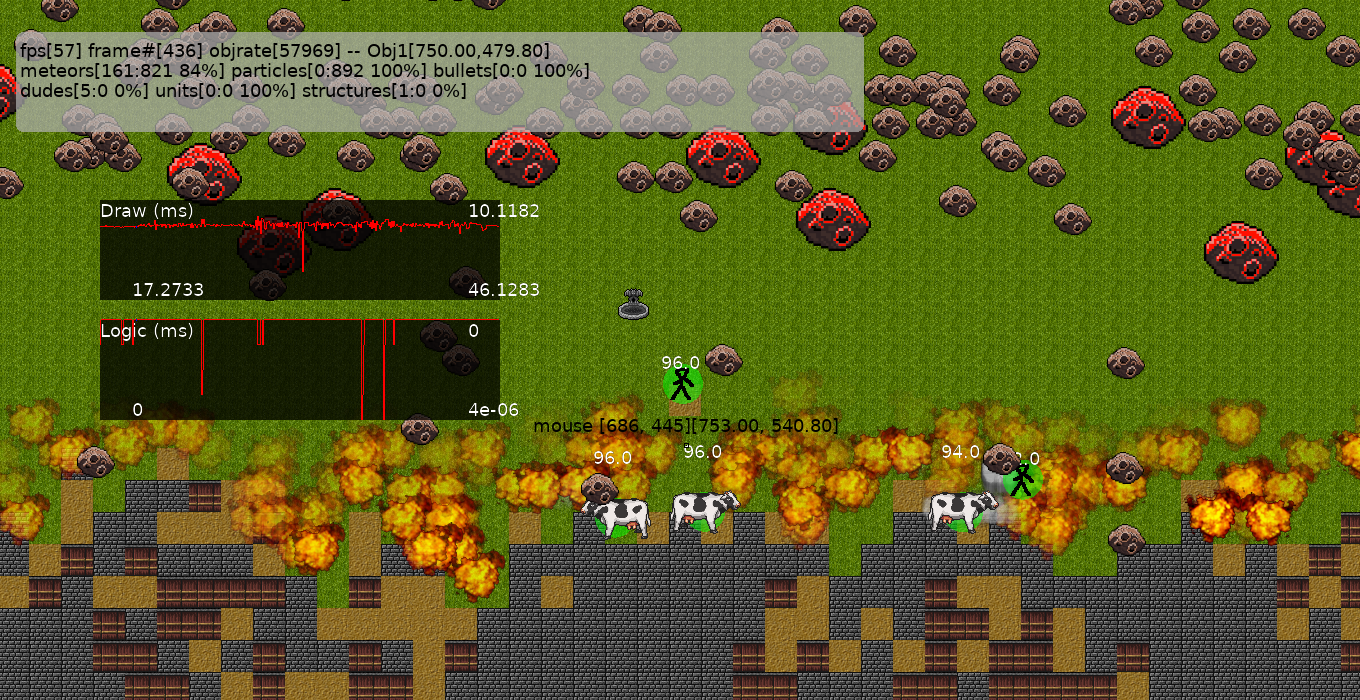 fps[57] frame#[436] objrate[57969] -- Obj1[750.00,479.80]
meteors[161:821 84%] particles[0:892 100%] bullets[0:0 100%]
dudes[5:0 0%] units[0:0 100%] structures[1:0 0%]
Draw (ms) 10.1182
17.2733 46.1283
Logic (ms) 0
0 4e-06
96.0
mouse [686, 445][753.00, 540.80]
96.0 96.0 94.0